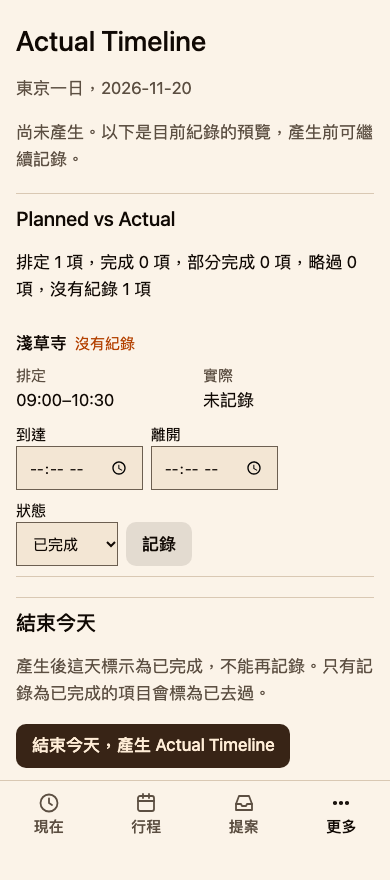 Actual Timeline
東京一日，2026-11-20
尚未產生。以下是目前紀錄的預覽，產生前可繼
續記錄。
Planned vs Actual
排定 1 項，完成 0 項，部分完成 0 項，略過 0
項，沒有紀錄 1 項
淺草寺 沒有紀錄
排定 實際
09:00–10:30 未記錄
到達 離開
--:-- -- --:-- --
狀態
已完成 記錄
結束今天
產生後這天標示為已完成，不能再記錄。只有記
錄為已完成的項目會標為已去過。
結束今天，產生 Actual Timeline
現在 行程 提案 更多